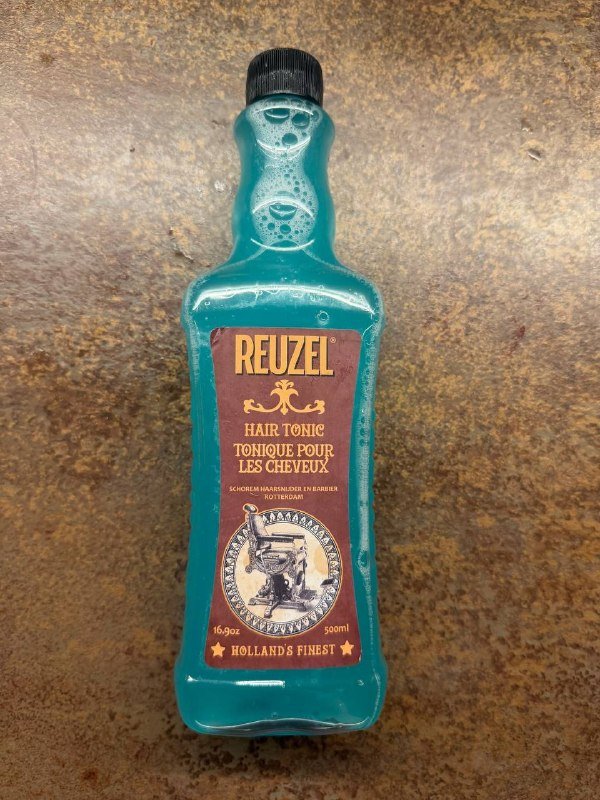 REUZEL®
HAIR TONIC
TONIQUE POUR
LES CHEVEUX
SCHOREM HAARSNIJDER EN BARBIER
ROTTERDAM
16.9oz 500ml
HOLLAND'S FINEST